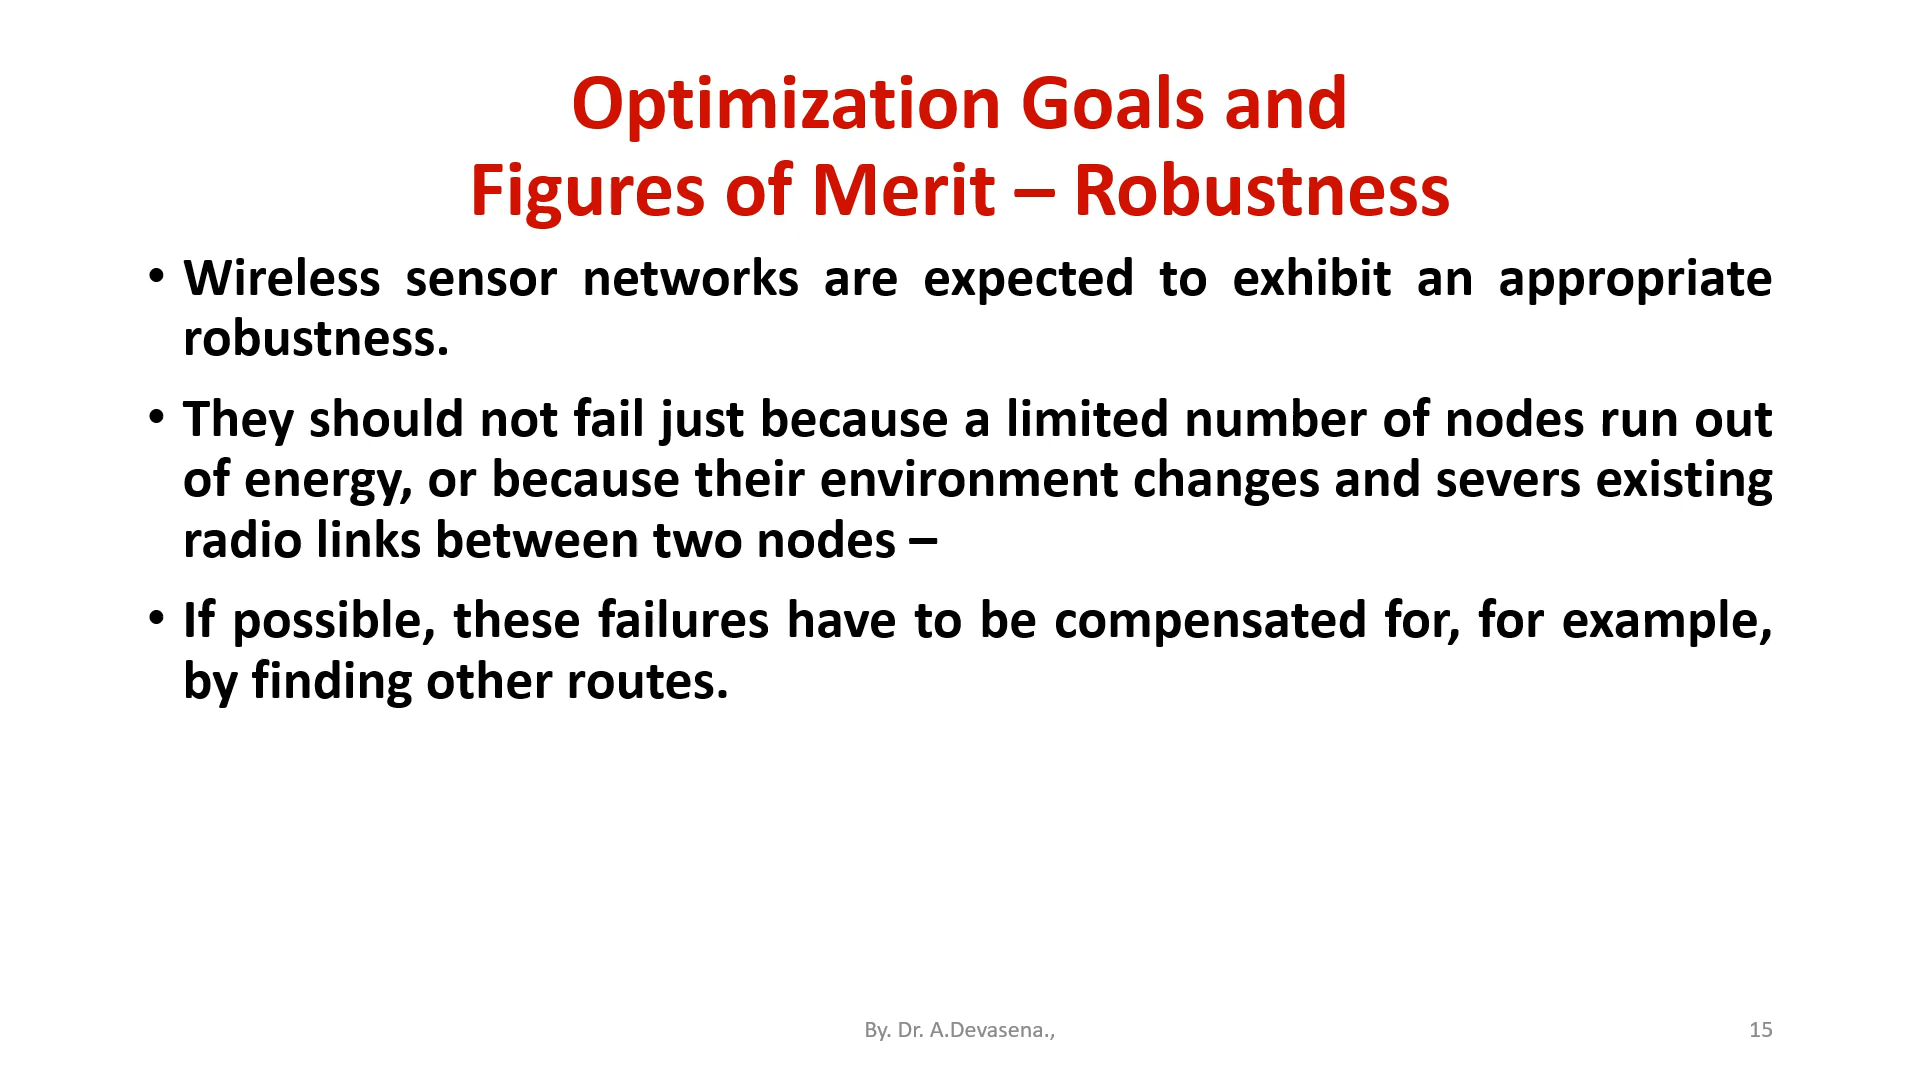 Optimization Goals and
Figures of Merit – Robustness
• Wireless sensor networks are expected to exhibit an appropriate
robustness.
• They should not fail just because a limited number of nodes run out
of energy, or because their environment changes and severs existing
radio links between two nodes –
• If possible, these failures have to be compensated for, for example,
by finding other routes.
By. Dr. A.Devasena.,
15